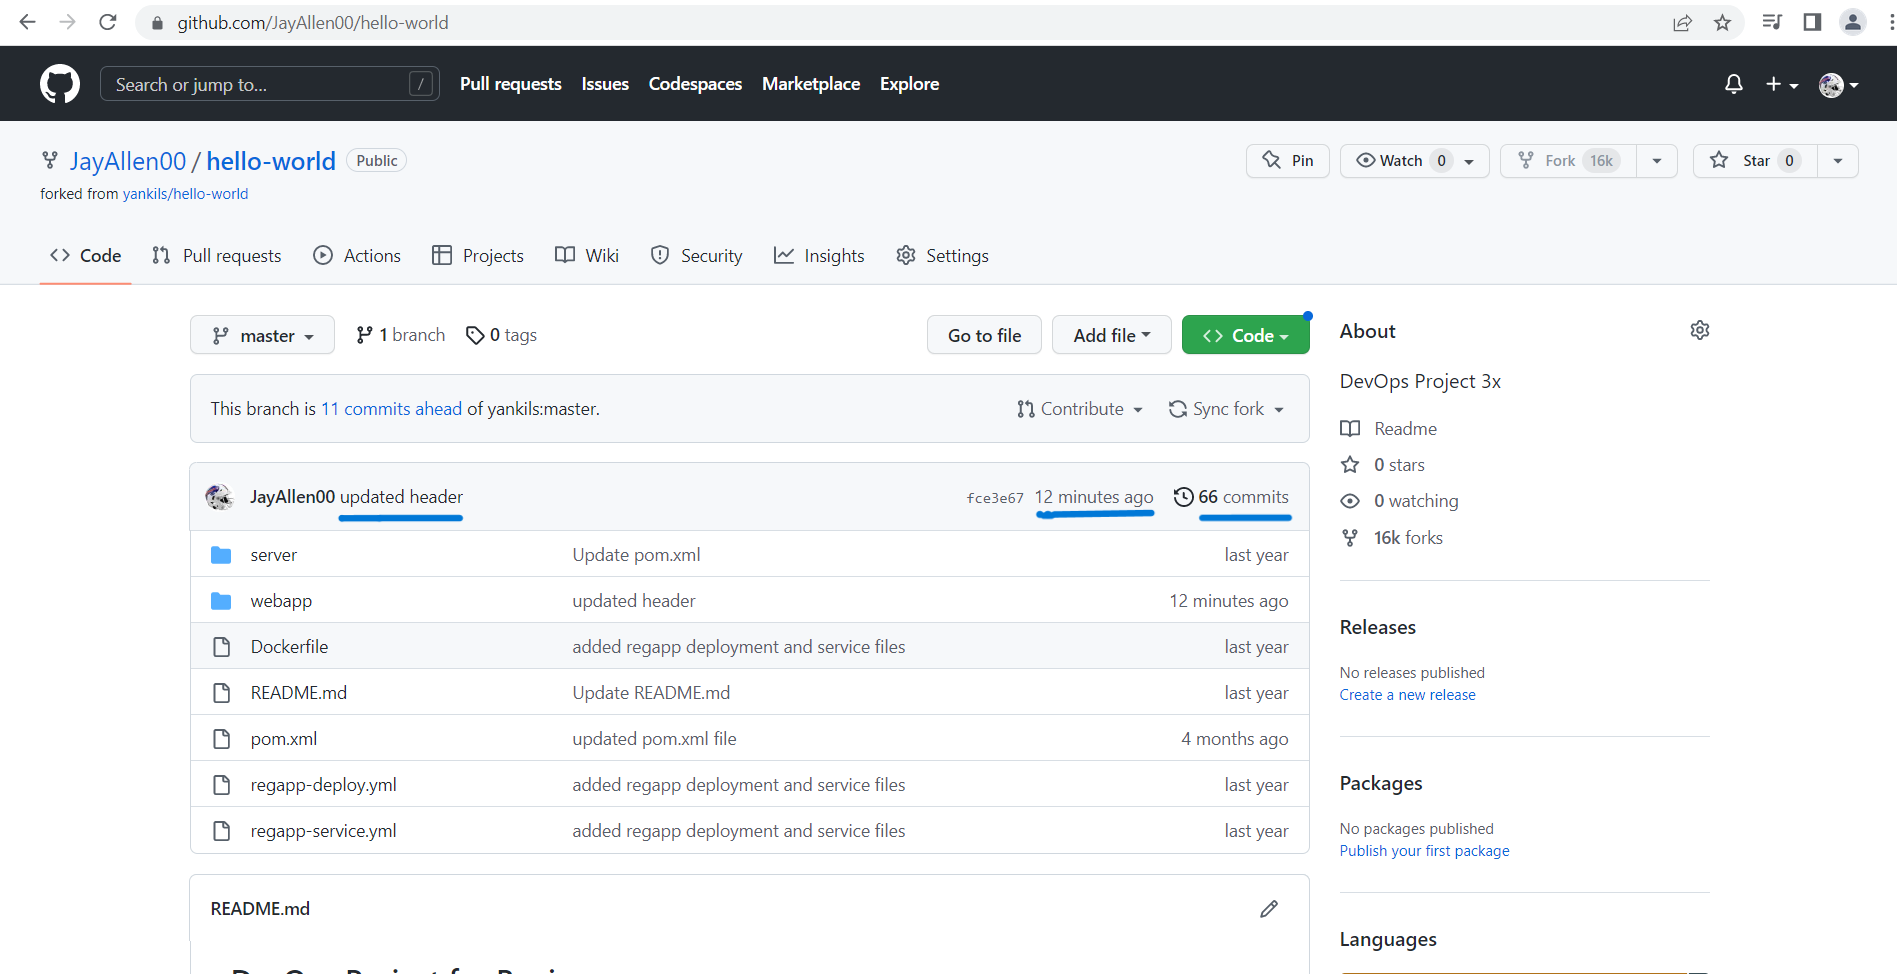 github.com/JayAllen00/hello-world
Search or jump to... /
Pull requests Issues Codespaces Marketplace Explore
JayAllen00 / hello-world Public
Pin Watch 0 Fork 16k Star 0
forked from yankils/hello-world
Code Pull requests Actions Projects Wiki Security Insights Settings
master 1 branch 0 tags Go to file Add file Code
This branch is 11 commits ahead of yankils:master. Contribute Sync fork
JayAllen00 updated header fce3e67 12 minutes ago 66 commits
server Update pom.xml last year
webapp updated header 12 minutes ago
Dockerfile added regapp deployment and service files last year
README.md Update README.md last year
pom.xml updated pom.xml file 4 months ago
regapp-deploy.yml added regapp deployment and service files last year
regapp-service.yml added regapp deployment and service files last year
README.md
About
DevOps Project 3x
Readme
0 stars
0 watching
16k forks
Releases
No releases published
Create a new release
Packages
No packages published
Publish your first package
Languages